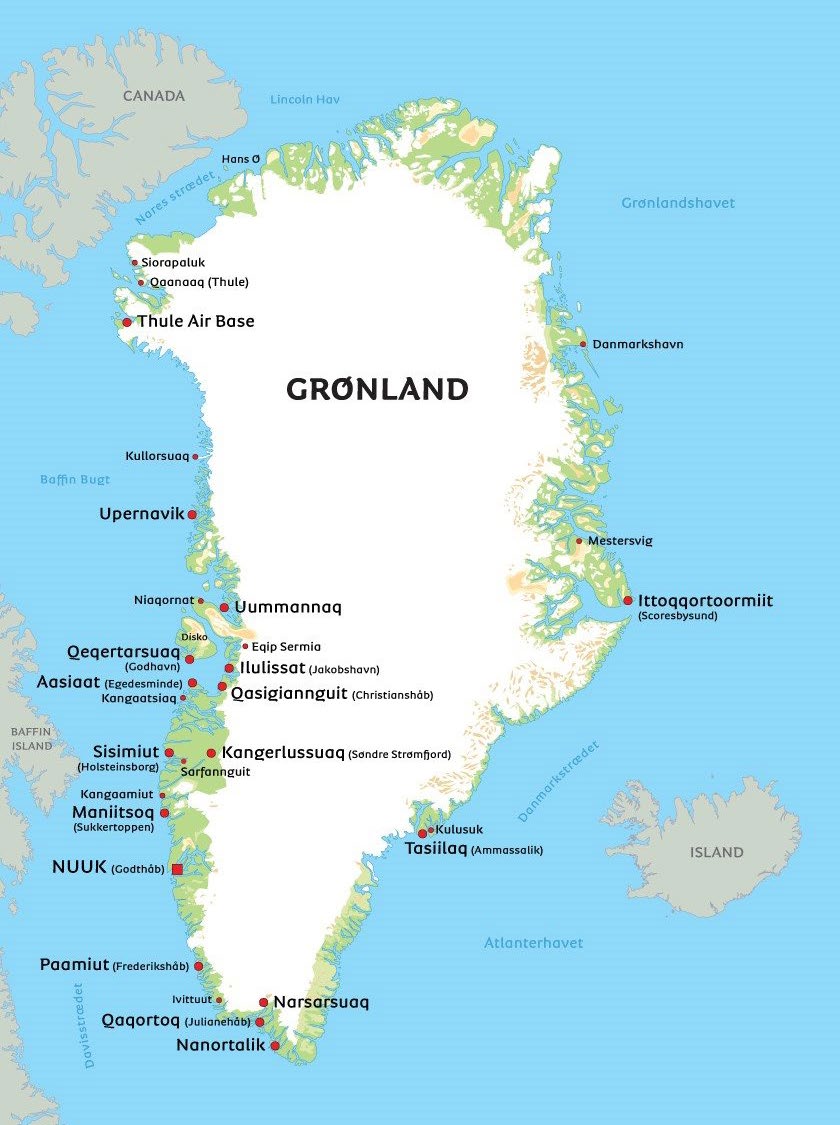 CANADA
Lincoln Hav
Hans Ø
Nares strædet
Grønlandshavet
Siorapaluk
Qaanaaq (Thule)
Thule Air Base
Danmarkshavn
GRØNLAND
Kullorsuaq
Baffin Bugt
Upernavik
Mestersvig
Niaqornat
Uummannaq
Ittoqqortoormiit
(Scoresbysund)
Disko
Eqip Sermia
Qeqertarsuaq
(Godhavn)
Ilulissat (Jakobshavn)
Aasiaat (Egedesminde)
Qasigiannguit (Christianshåb)
Kangaatsiaq
BAFFIN
ISLAND
Sisimiut
(Holsteinsborg)
Kangerlussuaq (Søndre Strømfjord)
Sarfannguit
Danmarkstrædet
Kangaamiut
Maniitsoq
(Sukkertoppen)
Kulusuk
Tasiilaq (Ammassalik)
ISLAND
NUUK (Godthåb)
Atlanterhavet
Paamiut (Frederikshåb)
Davisstrædet
Ivittuut
Narsarsuaq
Qaqortoq (Julianehåb)
Nanortalik